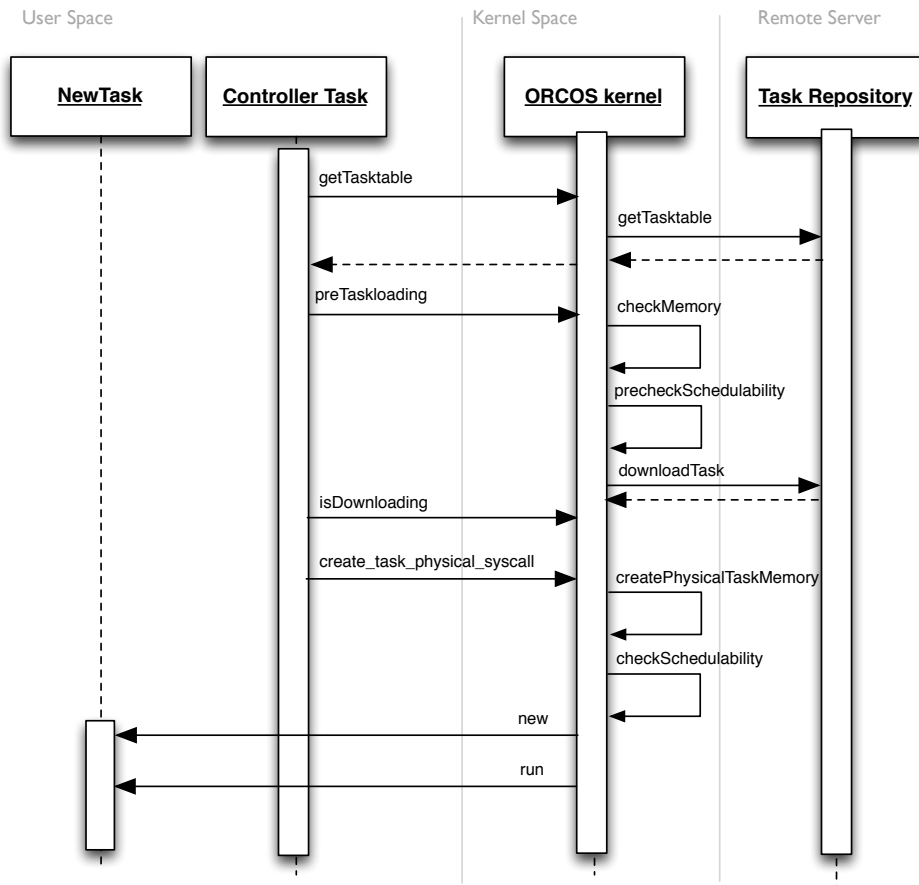 User Space
Kernel Space
Remote Server
NewTask
Controller Task
ORCOS kernel
Task Repository
getTasktable
getTasktable
preTaskloading
checkMemory
precheckSchedulability
downloadTask
isDownloading
create_task_physical_syscall
createPhysicalTaskMemory
checkSchedulability
new
run